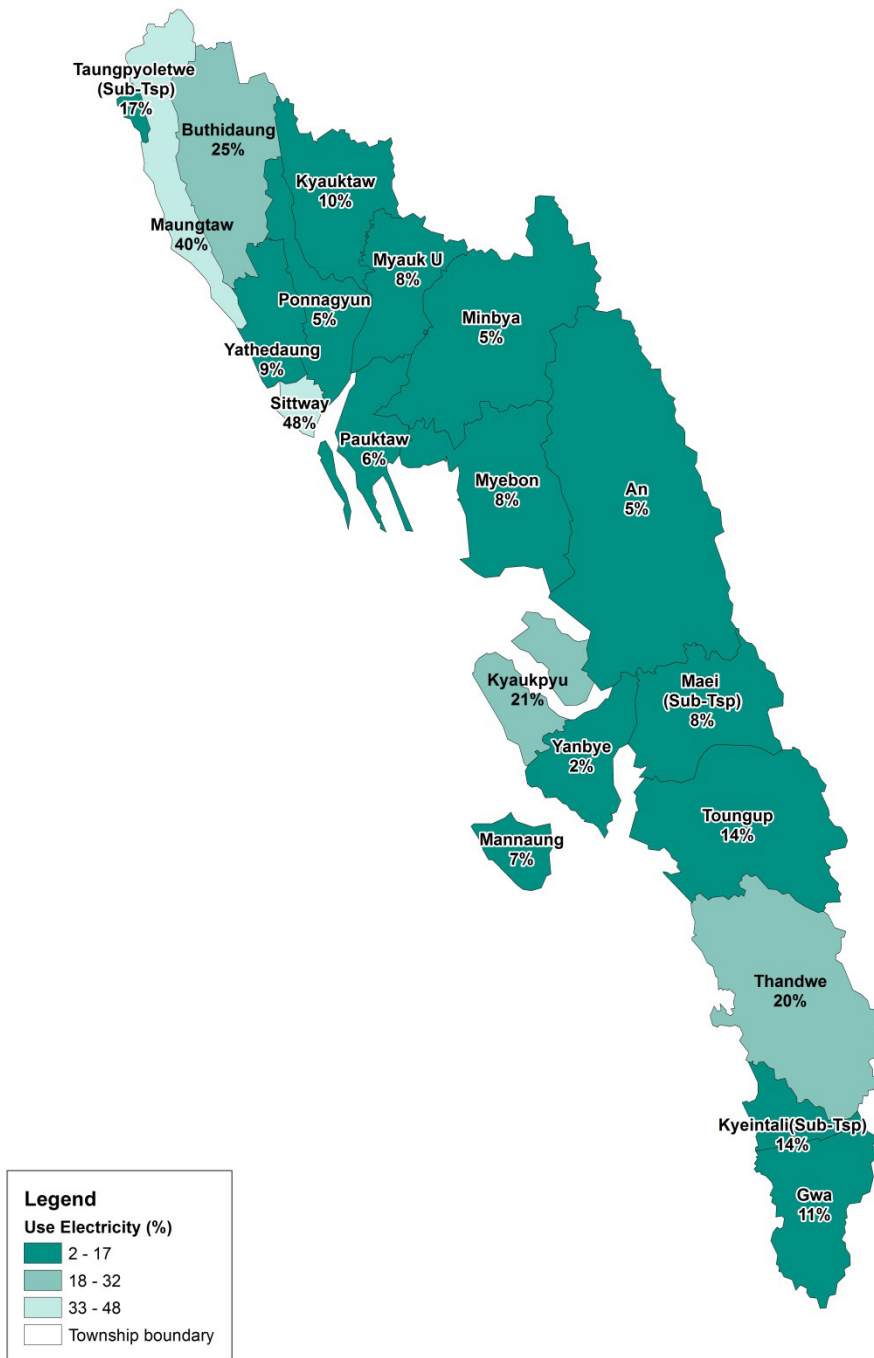 Taungpyoletwe
(Sub-Tsp)
17%
Buthidaung
25%
Kyauktaw
10%
Maungtaw
40%
Myauk U
8%
Ponnagyun
5%
Minbya
5%
Yathedaung
9%
Sittway
48%
Pauktaw
6%
Myebon
8%
An
5%
Kyaukpyu
21%
Maei
(Sub-Tsp)
8%
Yanbye
2%
Toungup
14%
Mannaung
7%
Thandwe
20%
Kyeintali(Sub-Tsp)
14%
Gwa
11%
Legend
Use Electricity (%)
2 - 17
18 - 32
33 - 48
Township boundary